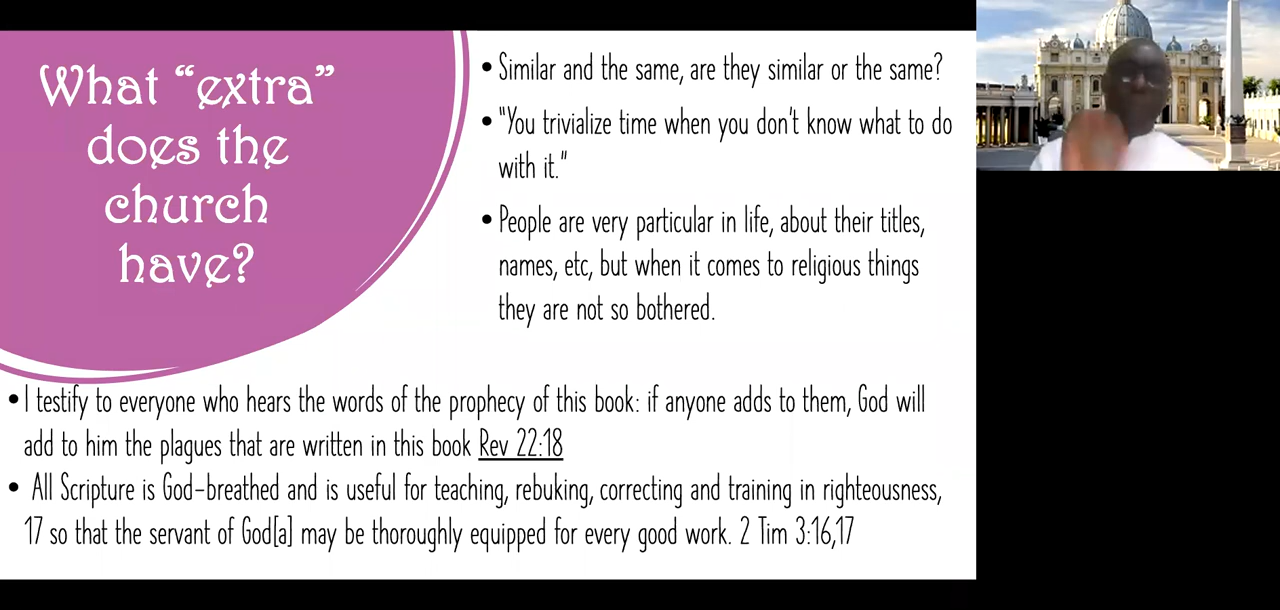 What “extra”
does the
church
have?
• Similar and the same, are they similar or the same?
• "You trivialize time when you don't know what to do
with it."
• People are very particular in life, about their titles,
names, etc, but when it comes to religious things
they are not so bothered.
• I testify to everyone who hears the words of the prophecy of this book: if anyone adds to them, God will
add to him the plagues that are written in this book Rev 22:18
• All Scripture is God-breathed and is useful for teaching, rebuking, correcting and training in righteousness,
17 so that the servant of God[a] may be thoroughly equipped for every good work. 2 Tim 3:16,17